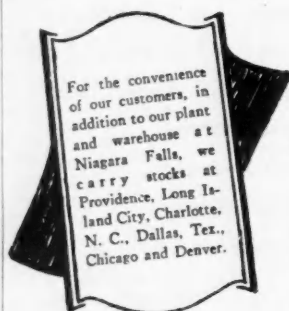 For the convenience
of our customers, in
addition to our plant
and warehouse at
Niagara Falls, we
carry stocks at
Providence, Long Is-
land City, Charlotte,
N. C., Dallas, Tex.,
Chicago and Denver.